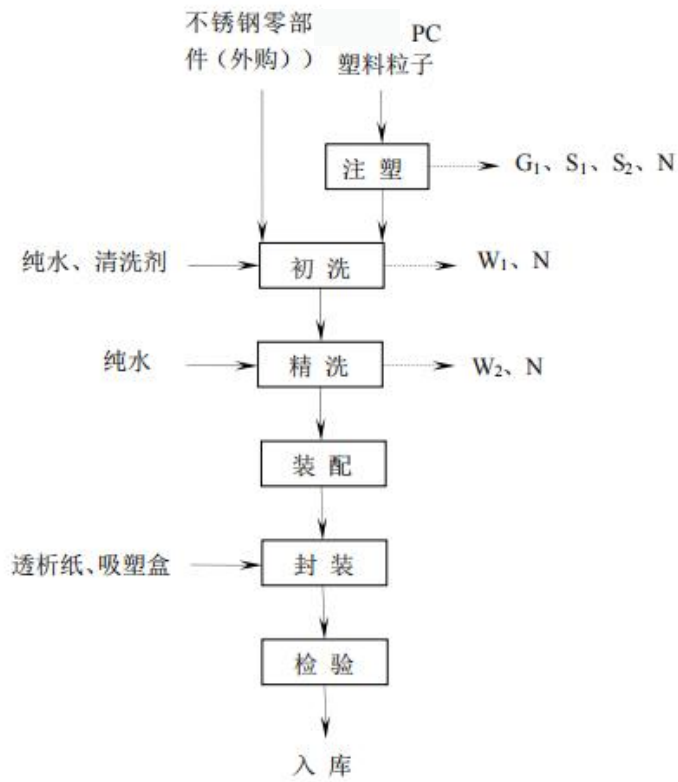 不锈钢零部
件（外购））
PC
塑料粒子
注 塑
G₁、S₁、S₂、N
纯水、清洗剂
初 洗
W₁、N
纯水
精 洗
W₂、N
装 配
透析纸、吸塑盒
封 装
检 验
入 库